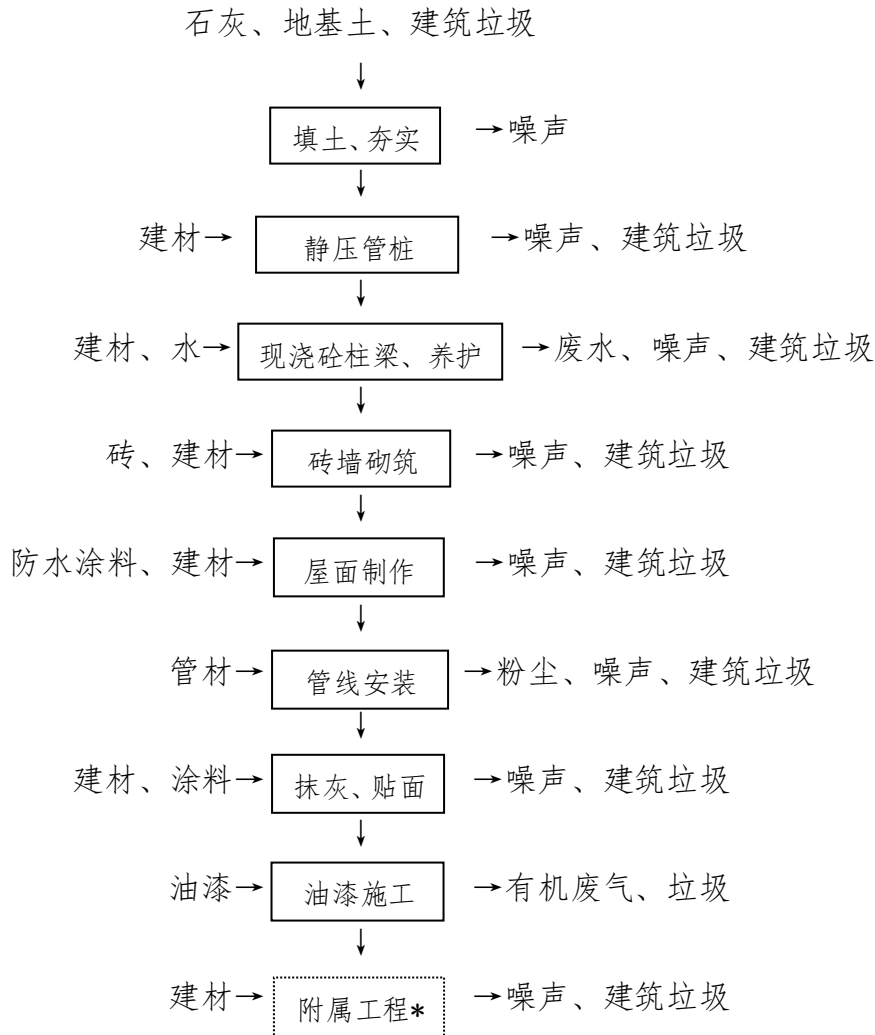 石灰、地基土、建筑垃圾
↓
填土、夯实 →噪声
↓
建材→ 静压管桩 →噪声、建筑垃圾
↓
建材、水→ 现浇砼柱梁、养护 →废水、噪声、建筑垃圾
↓
砖、建材→ 砖墙砌筑 →噪声、建筑垃圾
↓
防水涂料、建材→ 屋面制作 →噪声、建筑垃圾
↓
管材→ 管线安装 →粉尘、噪声、建筑垃圾
↓
建材、涂料→ 抹灰、贴面 →噪声、建筑垃圾
↓
油漆→ 油漆施工 →有机废气、垃圾
↓
建材→ 附属工程* →噪声、建筑垃圾